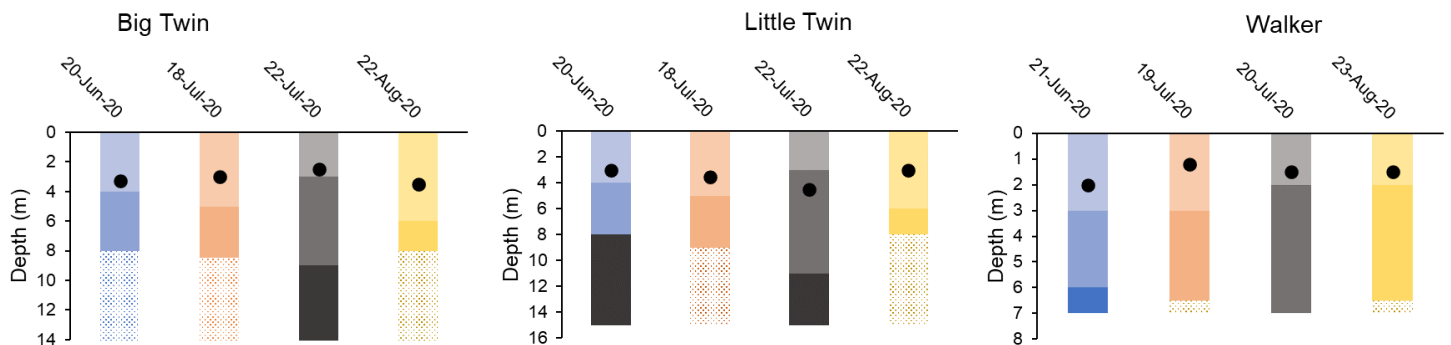 Big Twin
20-Jun-20
18-Jul-20
22-Jul-20
22-Aug-20
Depth (m)
0
2
4
6
8
10
12
14
Little Twin
20-Jun-20
18-Jul-20
22-Jul-20
22-Aug-20
Depth (m)
0
2
4
6
8
10
12
14
16
Walker
21-Jun-20
19-Jul-20
20-Jul-20
23-Aug-20
Depth (m)
0
1
2
3
4
5
6
7
8